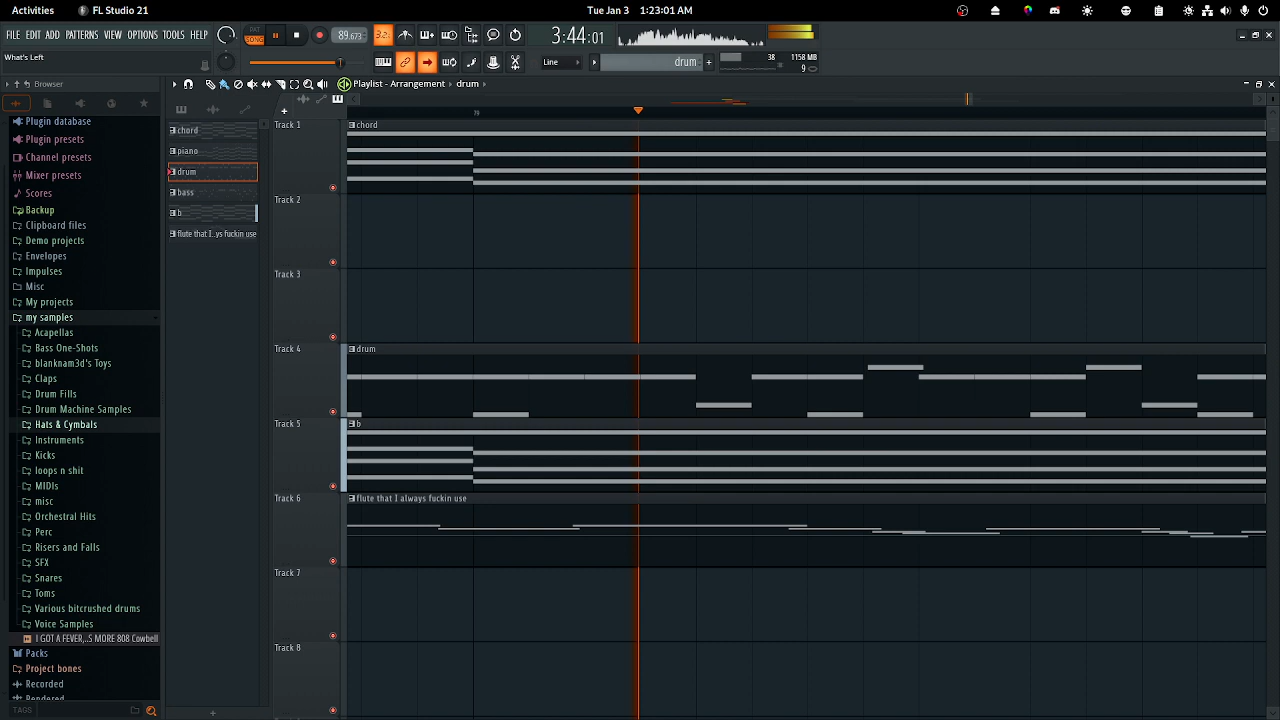 Activities FL Studio 21 Tue Jan 3 1:23:01 AM
FILE EDIT ADD PATTERNS VIEW OPTIONS TOOLS HELP PAT SONG 89.673 3:44:01
What's Left Line drum 38 1158 MB 9
Browser Playlist - Arrangement drum
Plugin database
Plugin presets
Channel presets
Mixer presets
Scores
Backup
Clipboard files
Demo projects
Envelopes
Impulses
Misc
My projects
my samples
Acapellas
Bass One-Shots
blanknam3d's Toys
Claps
Drum Fills
Drum Machine Samples
Hats & Cymbals
Instruments
Kicks
loops n shit
MIDIs
misc
Orchestral Hits
Perc
Risers and Falls
SFX
Snares
Toms
Various bitcrushed drums
Voice Samples
I GOT A FEVER,...S MORE 808 Cowbell
Packs
Project bones
Recorded
Rendered
TAGS
chord
piano
drum
bass
b
flute that I..ys fuckin use
79
Track 1 chord
Track 2
Track 3
Track 4 drum
Track 5 b
Track 6 flute that I always fuckin use
Track 7
Track 8